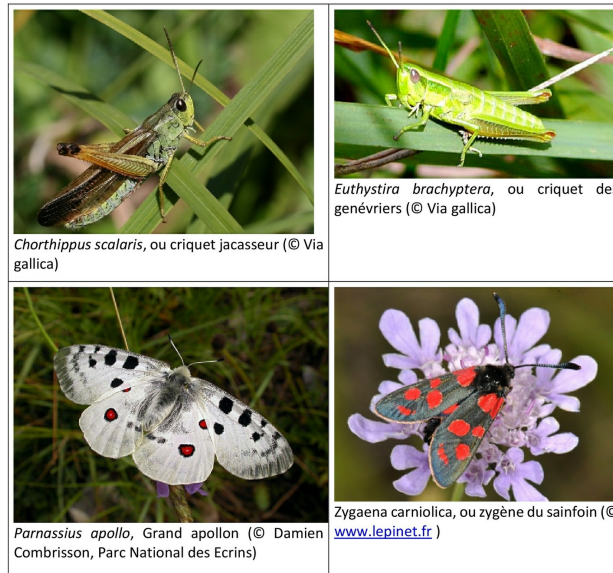 Chorthippus scalaris, ou criquet jacasseur (© Via
gallica)
Euthystira brachyptera, ou criquet de
genévriers (© Via gallica)
Parnassius apollo, Grand apollon (© Damien
Combrisson, Parc National des Ecrins)
Zygaena carniolica, ou zygène du sainfoin (©
www.lepinet.fr )